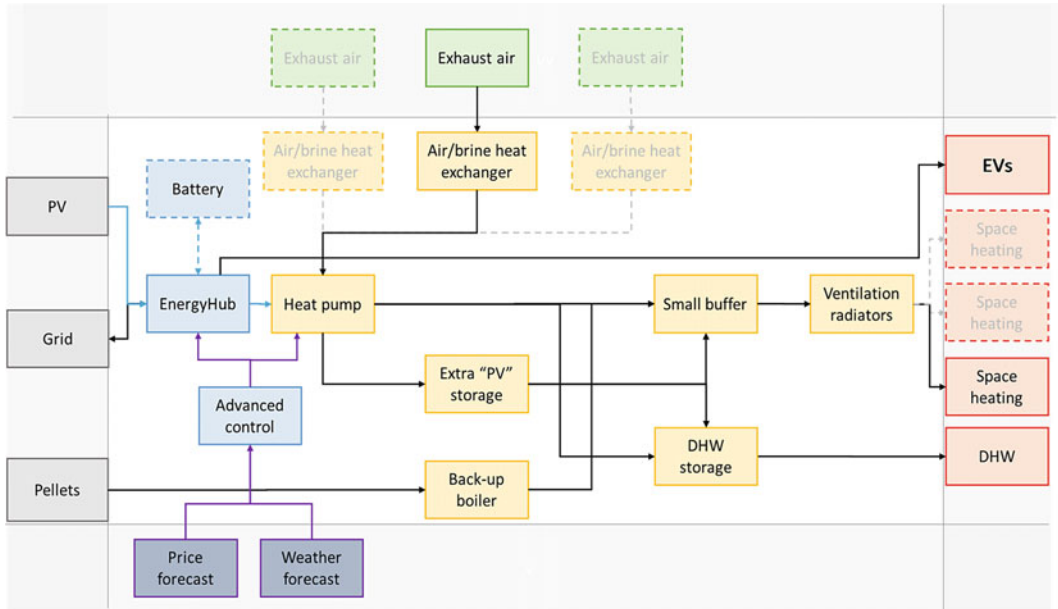 Exhaust air
Exhaust air
Exhaust air
Air/brine heat
exchanger
Air/brine heat
exchanger
Air/brine heat
exchanger
EVs
Battery
PV
Space
heating
EnergyHub
Heat pump
Small buffer
Ventilation
radiators
Space
heating
Grid
Extra “PV”
storage
Space
heating
Advanced
control
DHW
storage
DHW
Pellets
Back-up
boiler
Price
forecast
Weather
forecast